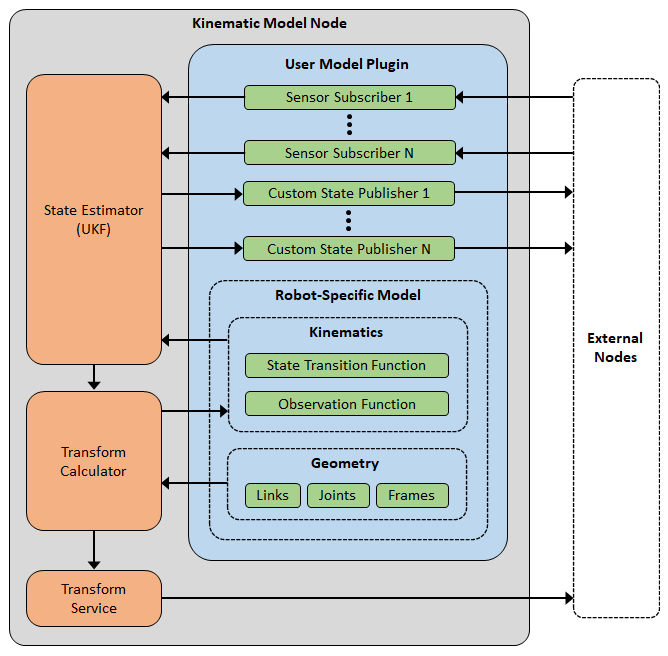 Kinematic Model Node
User Model Plugin
Sensor Subscriber 1
Sensor Subscriber N
Custom State Publisher 1
Custom State Publisher N
State Estimator
(UKF)
Robot-Specific Model
Kinematics
State Transition Function
Observation Function
Geometry
Links Joints Frames
Transform
Calculator
Transform
Service
External
Nodes